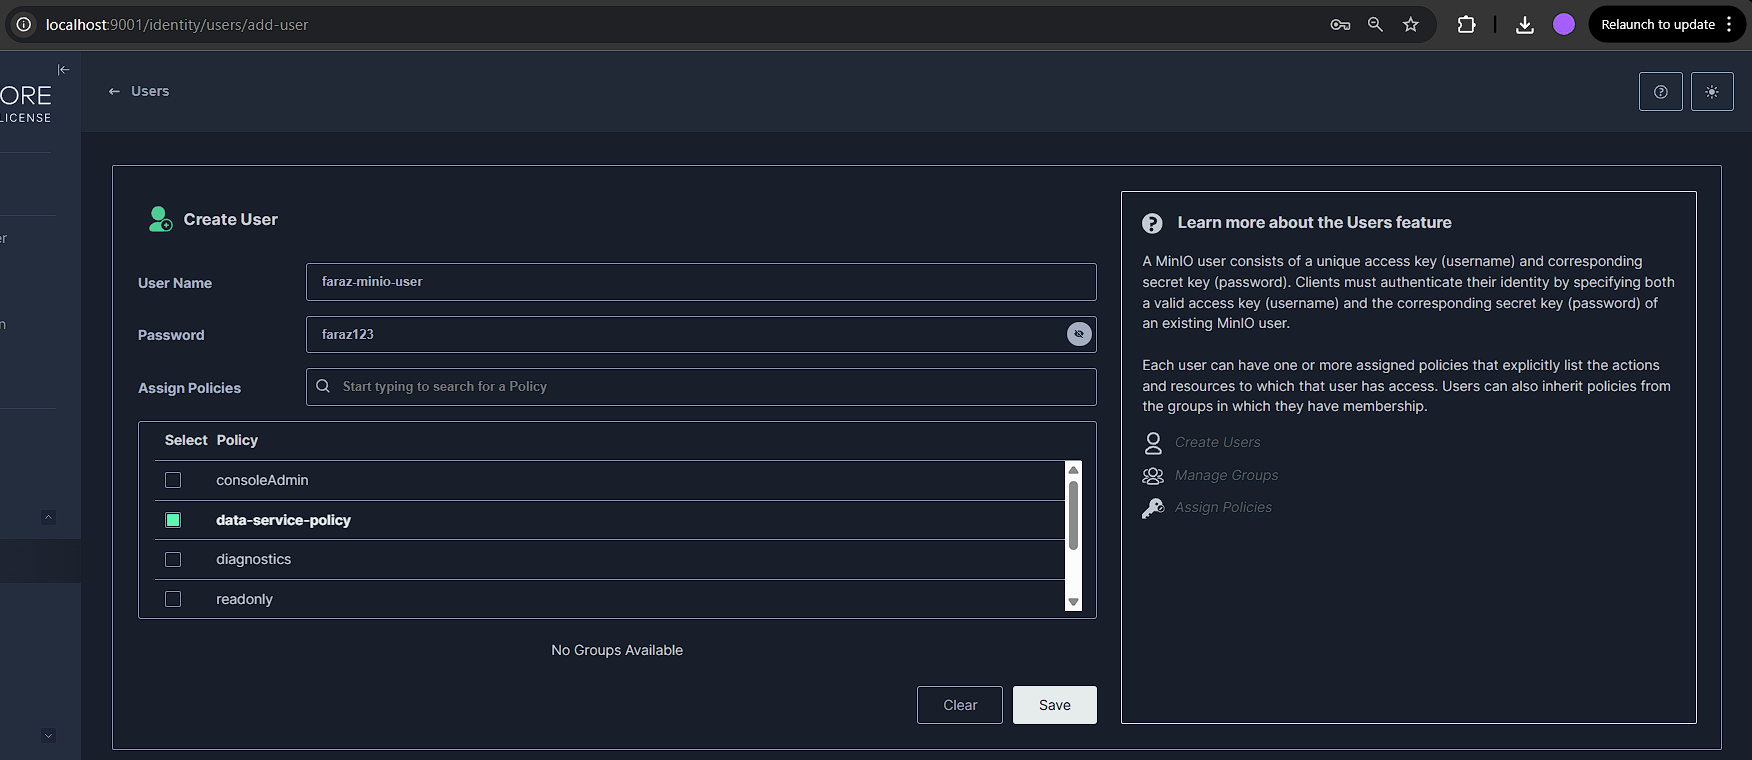 localhost:9001/identity/users/add-user
Relaunch to update
ORE
LICENSE
← Users
er
n
Create User
User Name
faraz-minio-user
Password
faraz123
Assign Policies
Start typing to search for a Policy
Select Policy
consoleAdmin
data-service-policy
diagnostics
readonly
No Groups Available
Clear
Save
Learn more about the Users feature
A MinIO user consists of a unique access key (username) and corresponding
secret key (password). Clients must authenticate their identity by specifying both
a valid access key (username) and the corresponding secret key (password) of
an existing MinIO user.
Each user can have one or more assigned policies that explicitly list the actions
and resources to which that user has access. Users can also inherit policies from
the groups in which they have membership.
Create Users
Manage Groups
Assign Policies